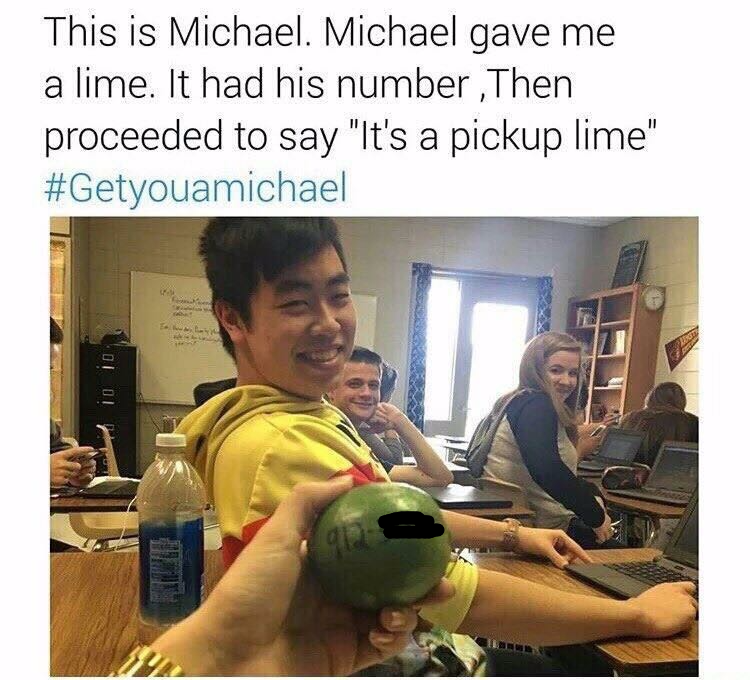 This is Michael. Michael gave me
a lime. It had his number ,Then
proceeded to say "It's a pickup lime"
#Getyouamichael
912-